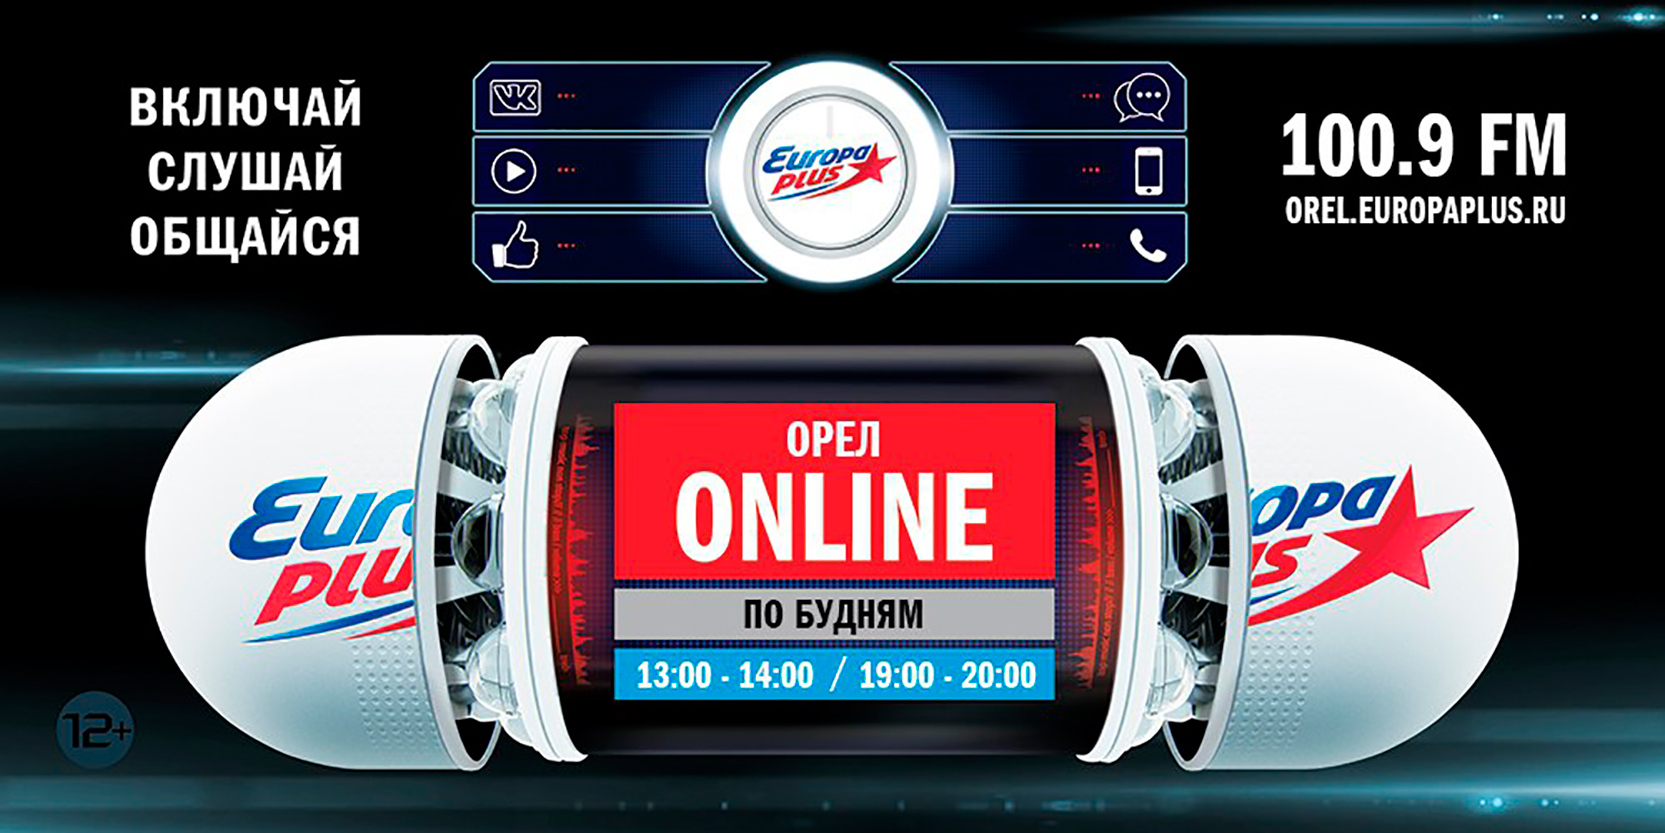 ВКЛЮЧАЙ
СЛУШАЙ
ОБЩАЙСЯ
VK
Europa
PLUS
100.9 FM
OREL.EUROPAPLUS.RU
Euro
PLU
ОРЕЛ
ONLINE
ПО БУДНЯМ
13:00 - 14:00 / 19:00 - 20:00
opa
US
12+